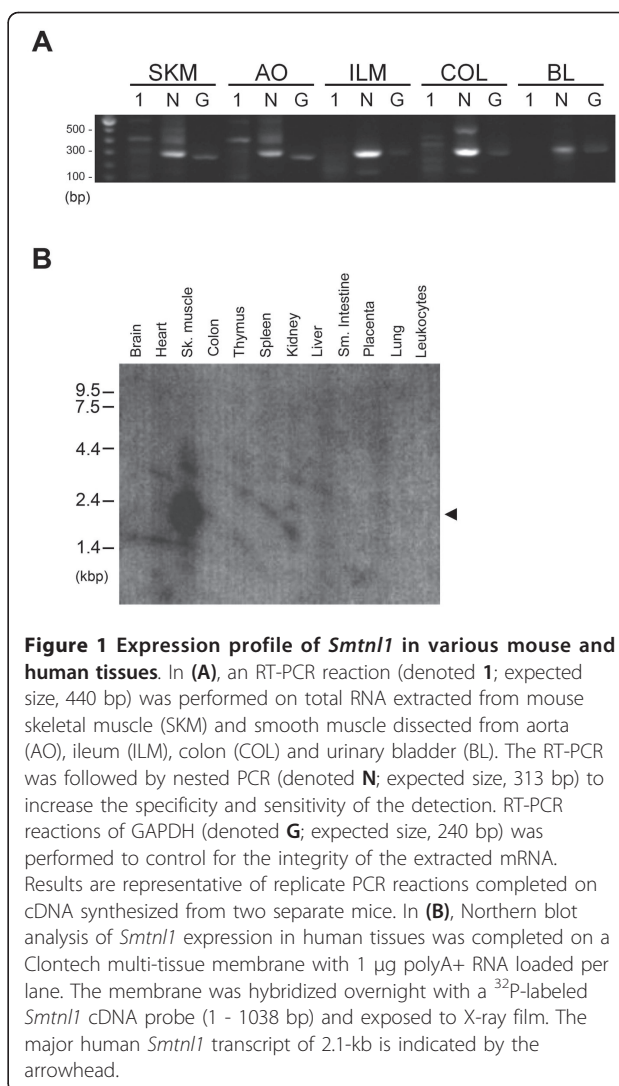 A
SKM AO ILM COL BL
1 N G 1 N G 1 N G 1 N G 1 N G
500 -
300 -
100 -
(bp)
B
Brain
Heart
Sk. muscle
Colon
Thymus
Spleen
Kidney
Liver
Sm. Intestine
Placenta
Lung
Leukocytes
9.5
7.5
4.4
2.4
1.4
(kbp)
Figure 1 Expression profile of Smtnl1 in various mouse and
human tissues. In (A), an RT-PCR reaction (denoted 1; expected
size, 440 bp) was performed on total RNA extracted from mouse
skeletal muscle (SKM) and smooth muscle dissected from aorta
(AO), ileum (ILM), colon (COL) and urinary bladder (BL). The RT-PCR
was followed by nested PCR (denoted N; expected size, 313 bp) to
increase the specificity and sensitivity of the detection. RT-PCR
reactions of GAPDH (denoted G; expected size, 240 bp) was
performed to control for the integrity of the extracted mRNA.
Results are representative of replicate PCR reactions completed on
cDNA synthesized from two separate mice. In (B), Northern blot
analysis of Smtnl1 expression in human tissues was completed on a
Clontech multi-tissue membrane with 1 μg polyA+ RNA loaded per
lane. The membrane was hybridized overnight with a ³²P-labeled
Smtnl1 cDNA probe (1 - 1038 bp) and exposed to X-ray film. The
major human Smtnl1 transcript of 2.1-kb is indicated by the
arrowhead.